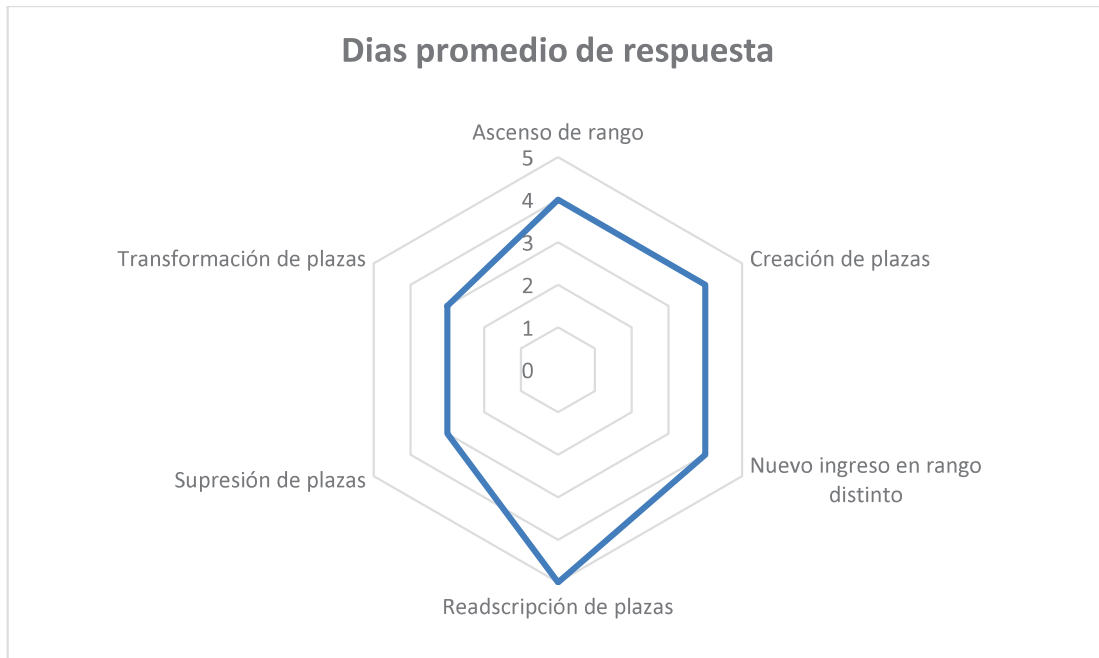 Dias promedio de respuesta
Ascenso de rango
5
4
3
2
1
0
Creación de plazas
Nuevo ingreso en rango
distinto
Readscripción de plazas
Supresión de plazas
Transformación de plazas